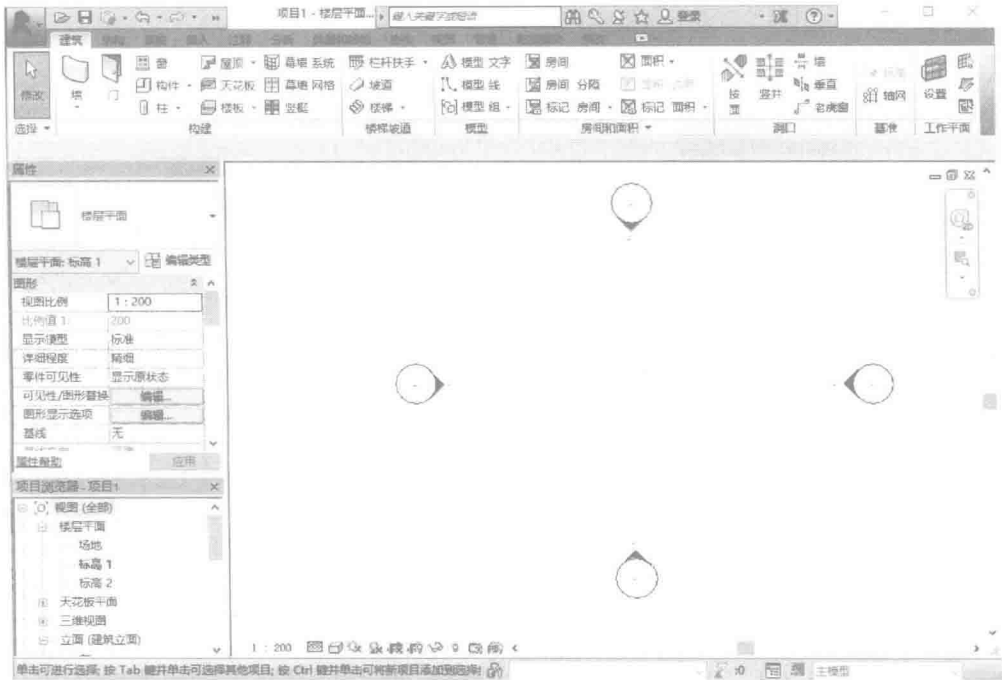 项目1 - 楼层平面...
键入关键字或短语
登录
建筑
插入
注释
分析
修改
墙
门
窗
构件
柱
屋顶
天花板
楼板
幕墙 系统
幕墙 网格
竖梃
栏杆扶手
坡道
楼梯
模型 文字
模型 线
模型 组
房间
房间 分隔
标记 房间
面积
面积 边界
标记 面积
按面
竖井
墙
垂直
老虎窗
标高
轴网
设置
选择
构建
楼梯坡道
模型
房间和面积
洞口
基准
工作平面
属性
楼层平面
楼层平面: 标高 1
编辑类型
图形
视图比例 1 : 200
比例值 1: 200
显示模型 标准
详细程度 精细
零件可见性 显示原状态
可见性/图形替换 编辑...
图形显示选项 编辑...
基线 无
属性帮助
应用
项目浏览器 - 项目1
视图 (全部)
楼层平面
场地
标高 1
标高 2
天花板平面
三维视图
立面 (建筑立面)
1 : 200
单击可进行选择; 按 Tab 键并单击可选择其他项目; 按 Ctrl 键并单击可将新项目添加到选择
:0
主模型